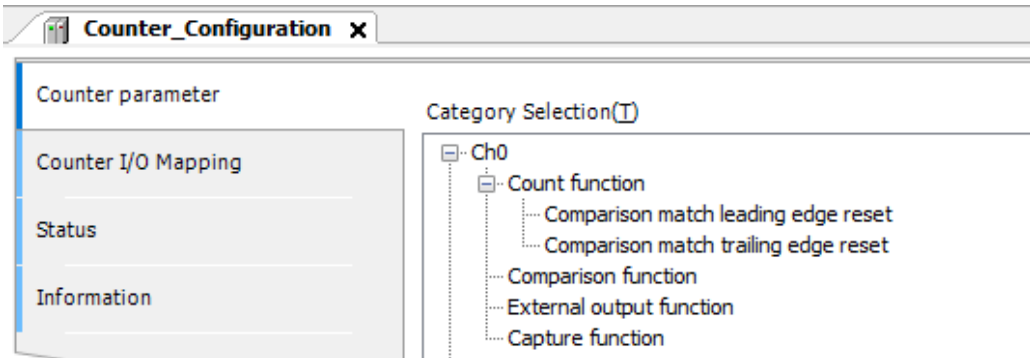 Counter_Configuration x
Counter parameter
Counter I/O Mapping
Status
Information
Category Selection(T)
Ch0
Count function
Comparison match leading edge reset
Comparison match trailing edge reset
Comparison function
External output function
Capture function